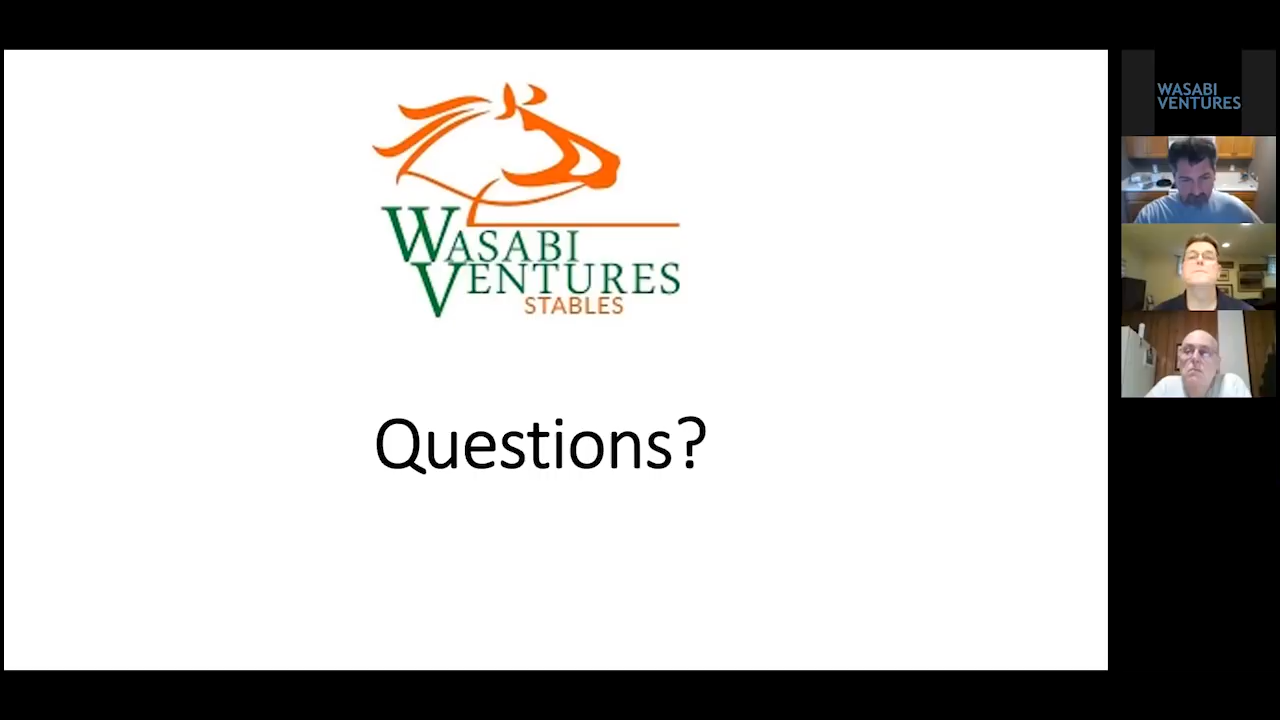 WASABI
VENTURES
STABLES
Questions?
WASABI
VENTURES